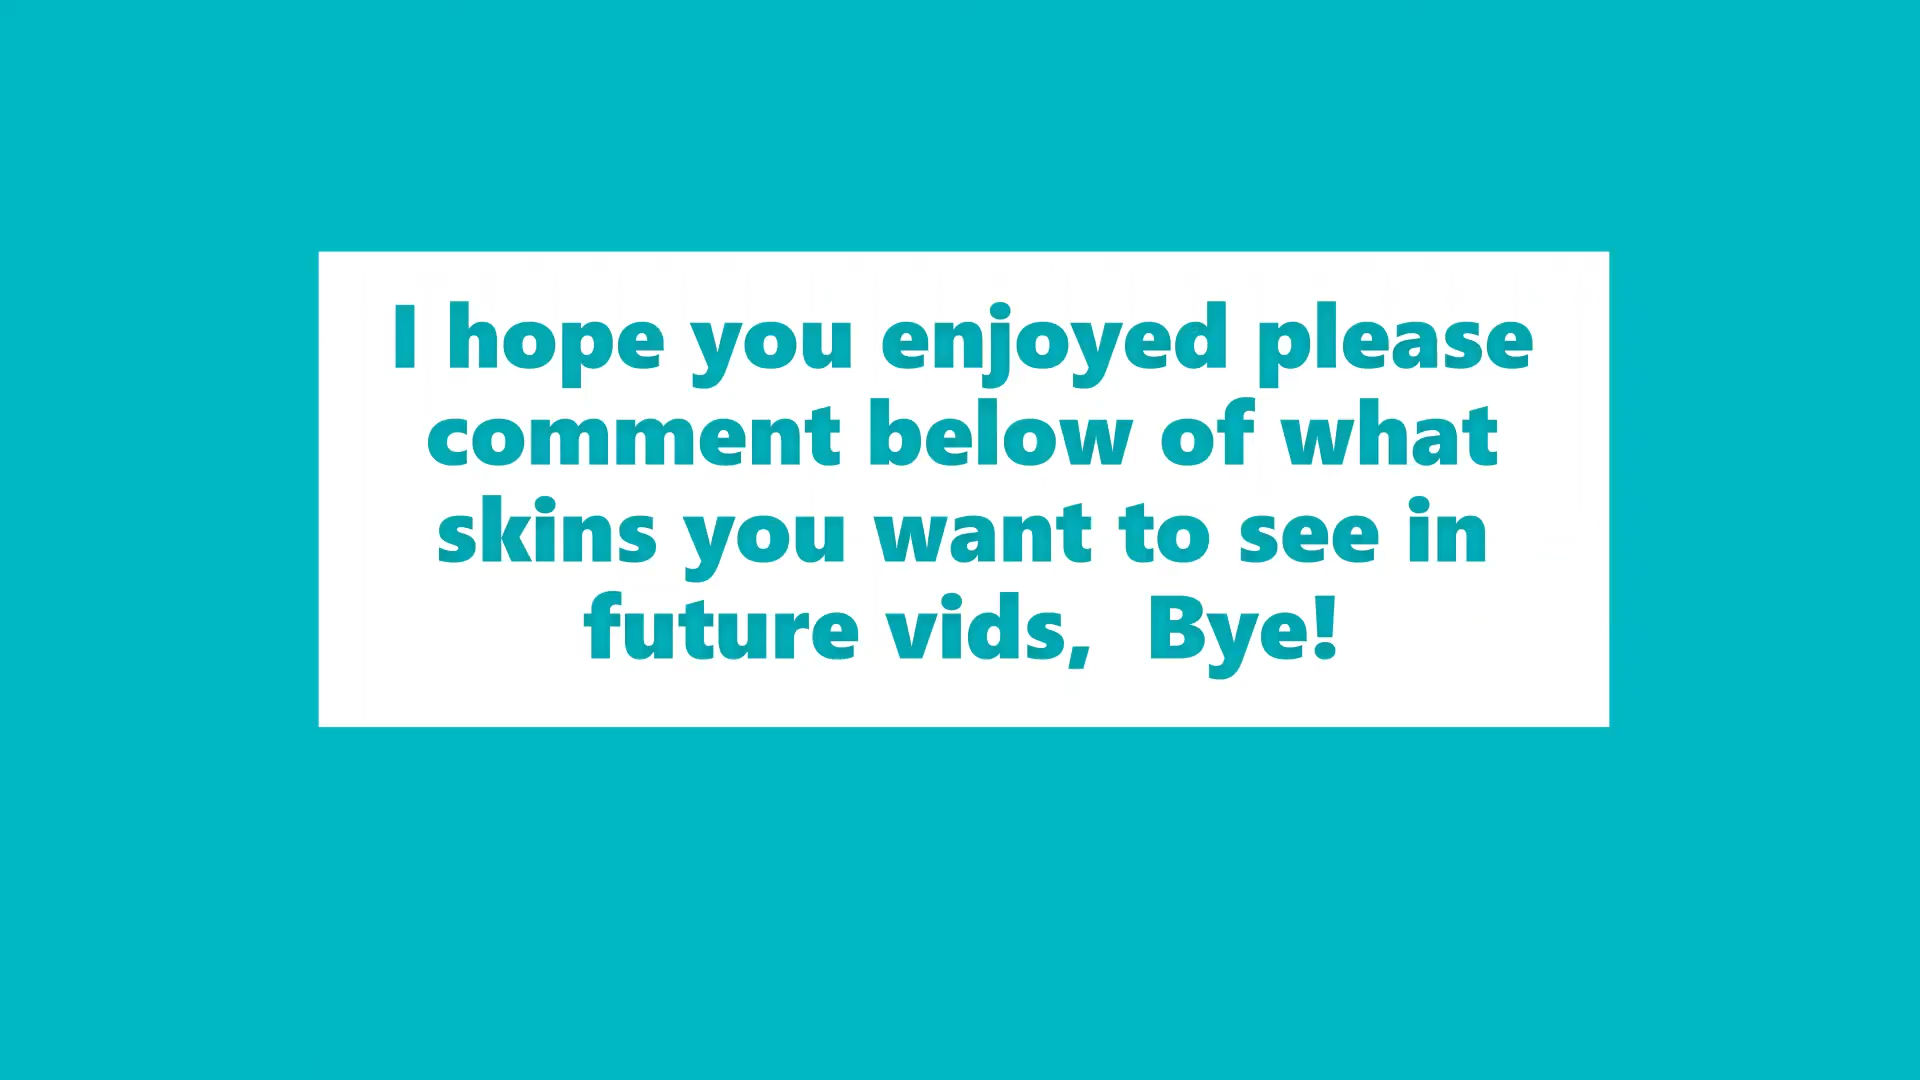 I hope you enjoyed please
comment below of what
skins you want to see in
future vids,  Bye!